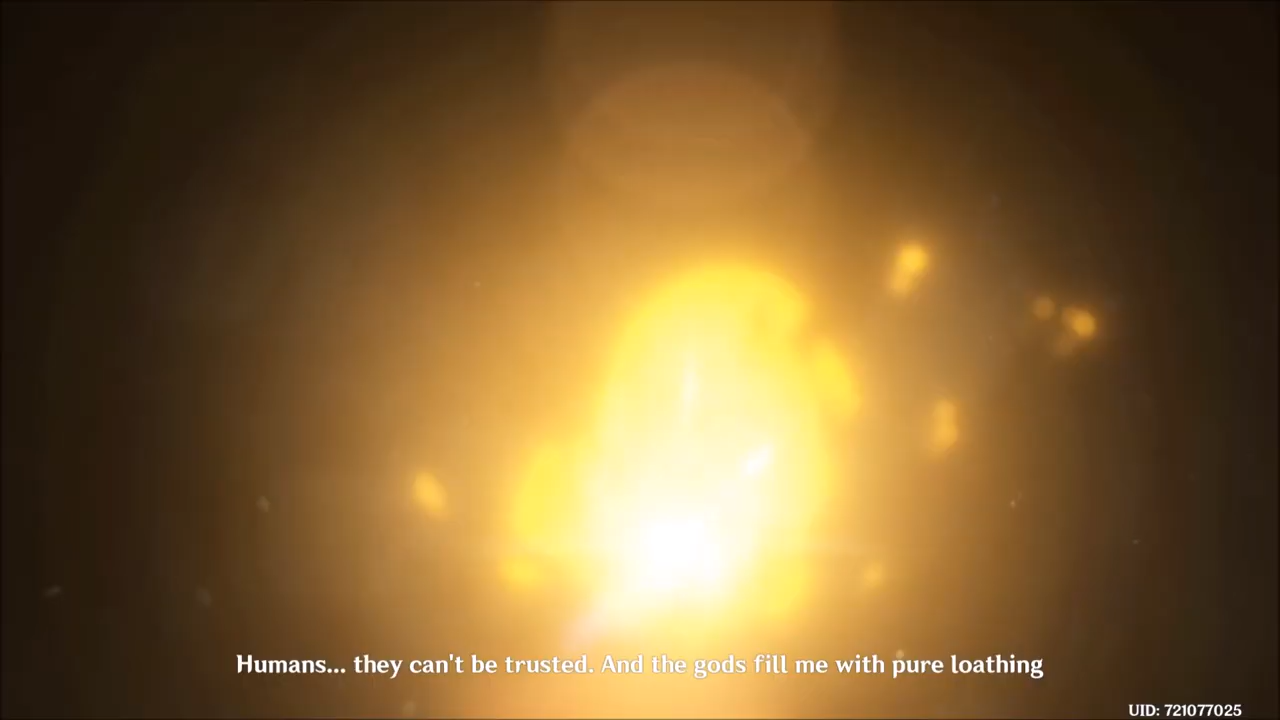 Humans... they can't be trusted. And the gods fill me with pure loathing
UID: 721077025